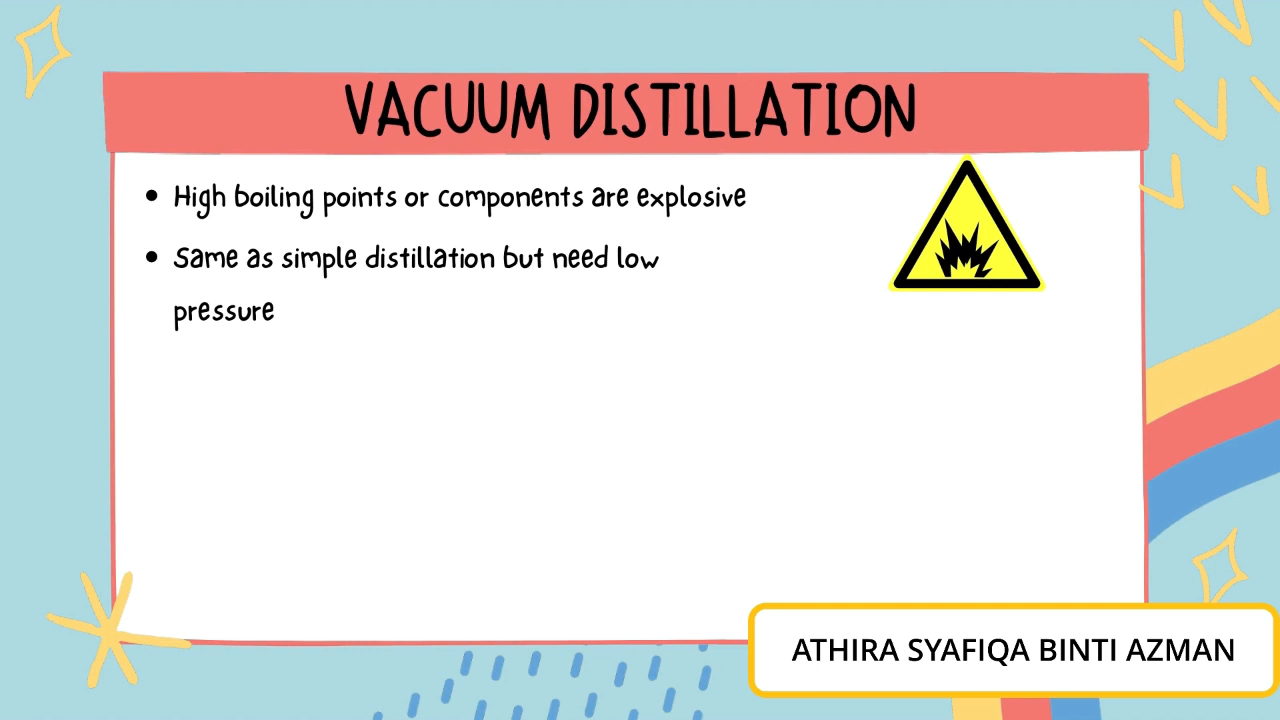 VACUUM DISTILLATION
• High boiling points or components are explosive
• Same as simple distillation but need low
pressure
ATHIRA SYAFIQA BINTI AZMAN